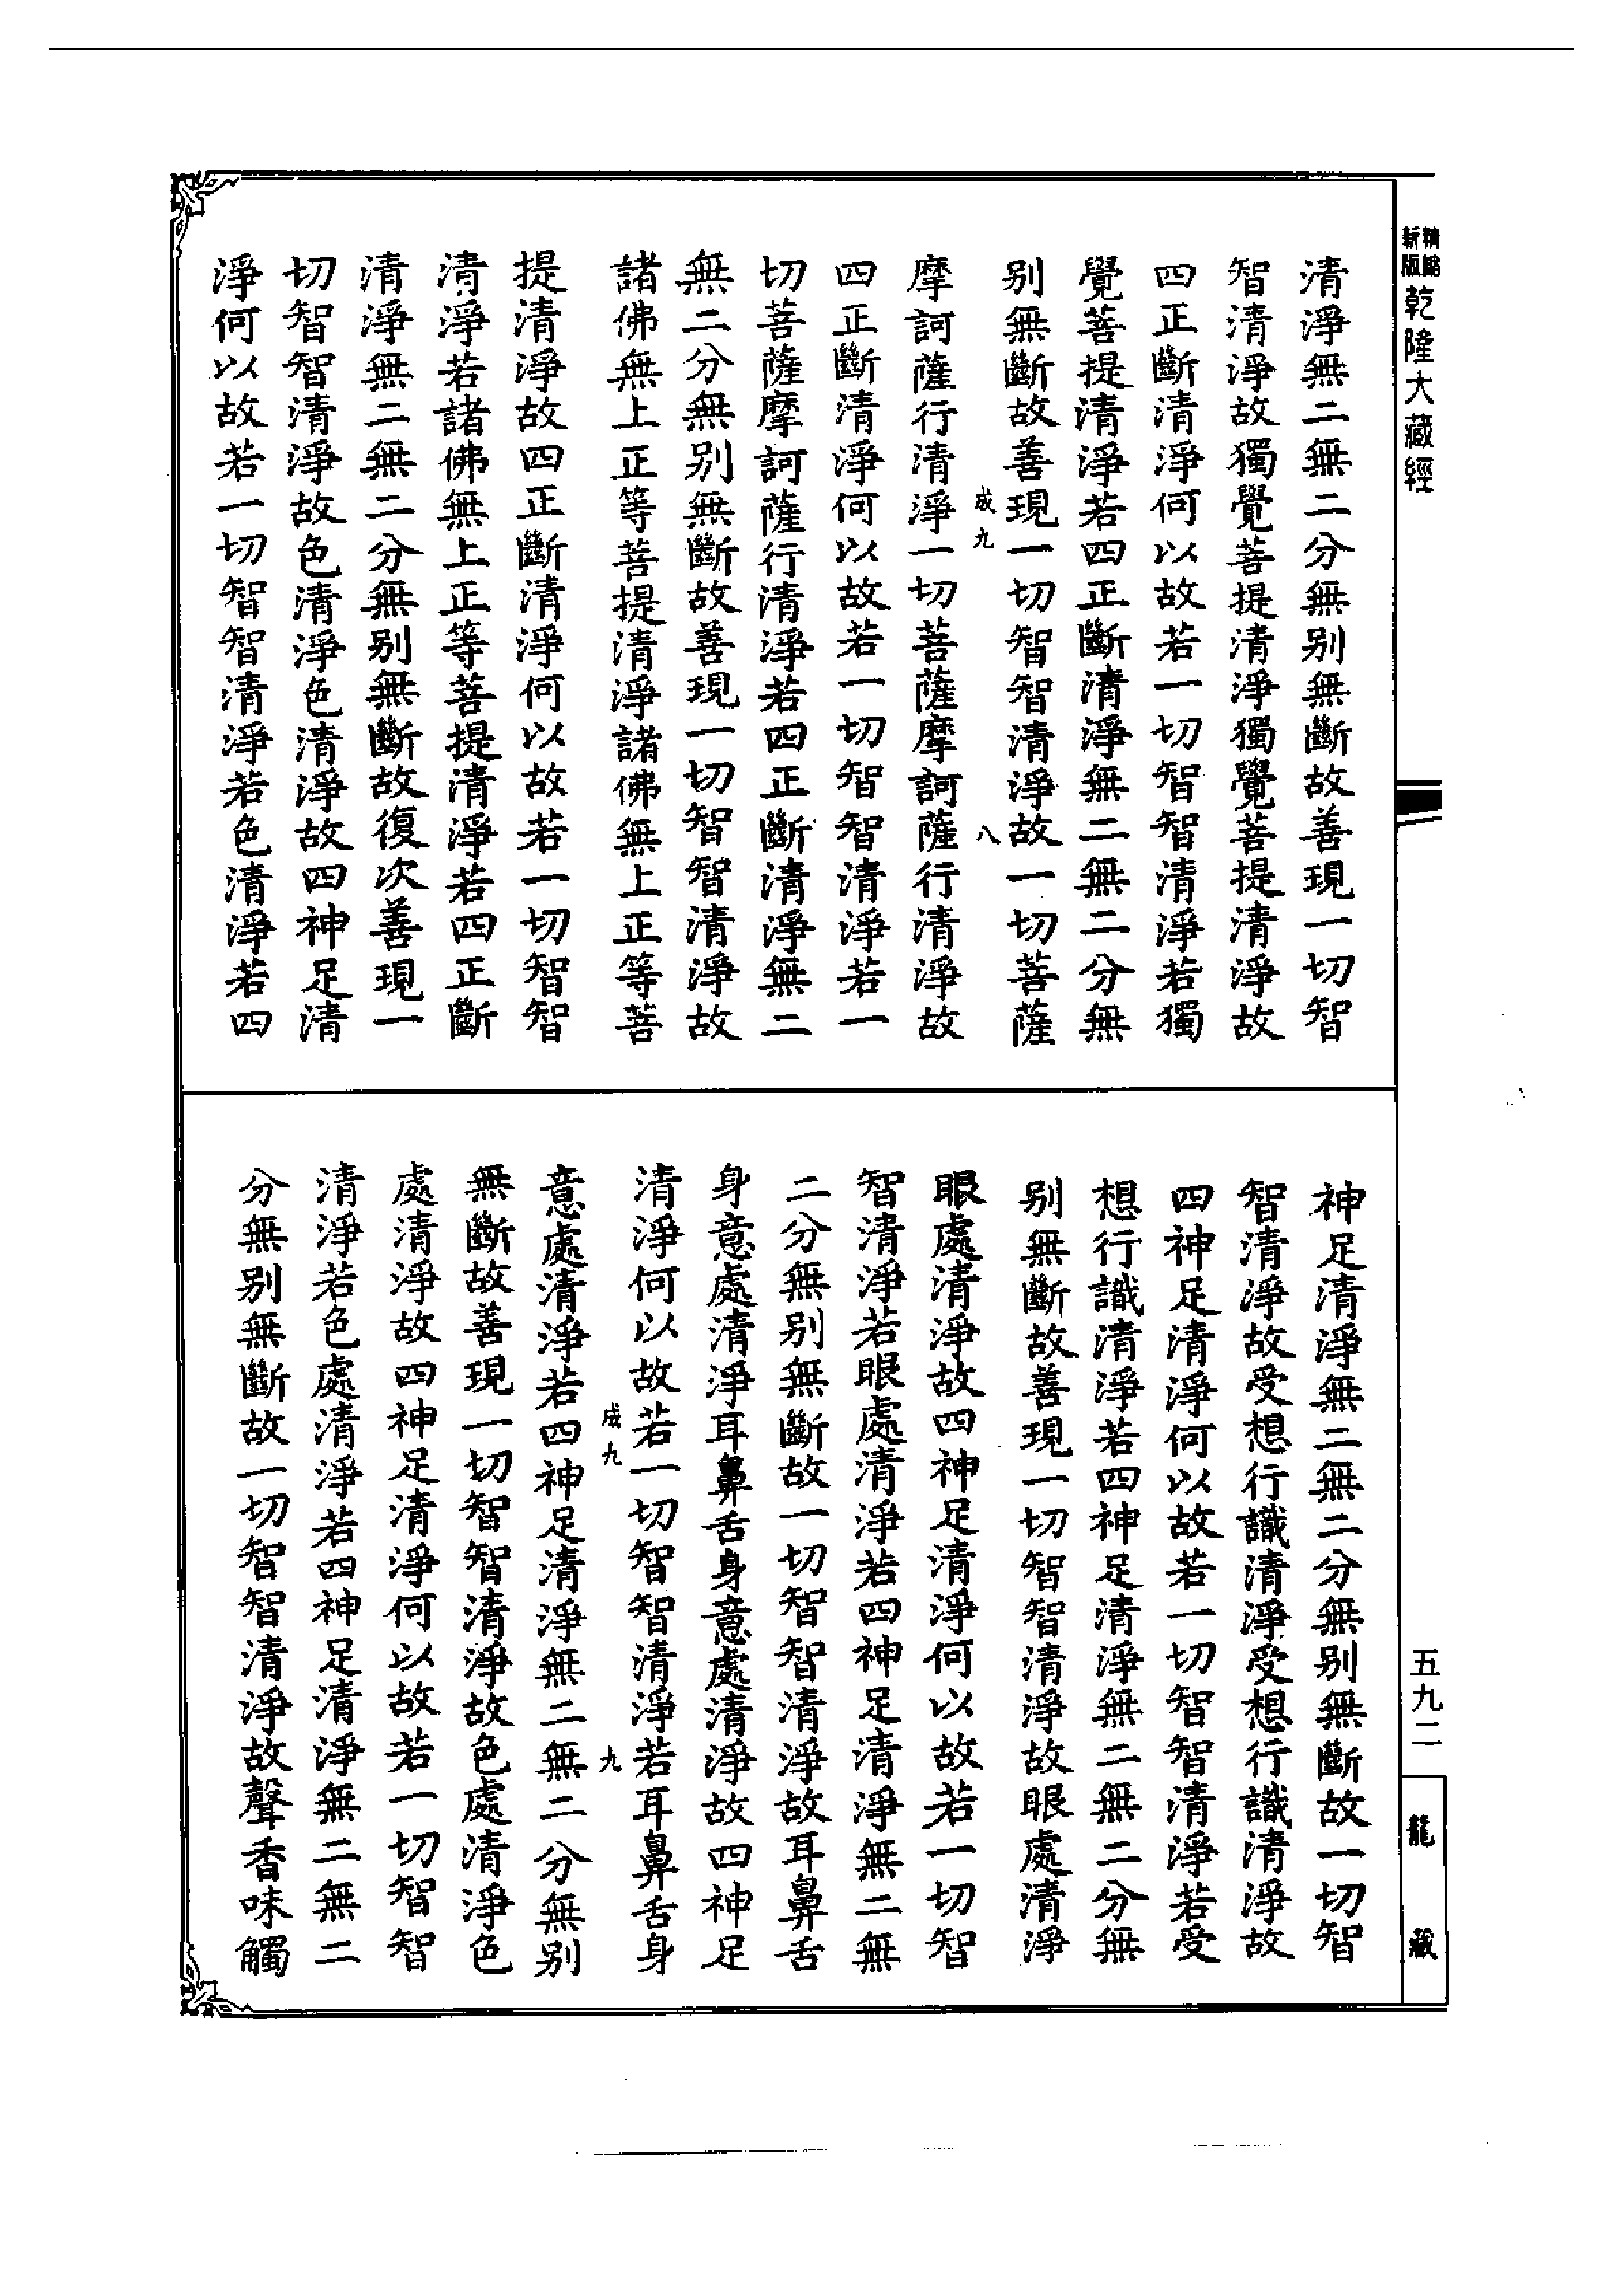 新版 精縮 乾隆大藏經
清淨無二無二分無別無斷故善現一切智
智清淨故獨覺菩提清淨獨覺菩提清淨故
四正斷清淨何以故若一切智智清淨若獨
覺菩提清淨若四正斷清淨無二無二分無
別無斷故善現一切智智清淨故一切菩薩
成九 八
摩訶薩行清淨一切菩薩摩訶薩行清淨故
四正斷清淨何以故若一切智智清淨若一
切菩薩摩訶薩行清淨若四正斷清淨無二
無二分無別無斷故善現一切智智清淨故
諸佛無上正等菩提清淨諸佛無上正等菩
提清淨故四正斷清淨何以故若一切智智
清淨若諸佛無上正等菩提清淨若四正斷
清淨無二無二分無別無斷故復次善現一
切智智清淨故色清淨色清淨故四神足清
淨何以故若一切智智清淨若色清淨若四
神足清淨無二無二分無別無斷故一切智
智清淨故受想行識清淨受想行識清淨故
四神足清淨何以故若一切智智清淨若受
想行識清淨若四神足清淨無二無二分無
別無斷故善現一切智智清淨故眼處清淨
眼處清淨故四神足清淨何以故若一切智
智清淨若眼處清淨若四神足清淨無二無
二分無別無斷故一切智智清淨故耳鼻舌
身意處清淨耳鼻舌身意處清淨故四神足
清淨何以故若一切智智清淨若耳鼻舌身
成九 九
意處清淨若四神足清淨無二無二分無別
無斷故善現一切智智清淨故色處清淨色
處清淨故四神足清淨何以故若一切智智
清淨若色處清淨若四神足清淨無二無二
分無別無斷故一切智智清淨故聲香味觸
五九二
龍藏